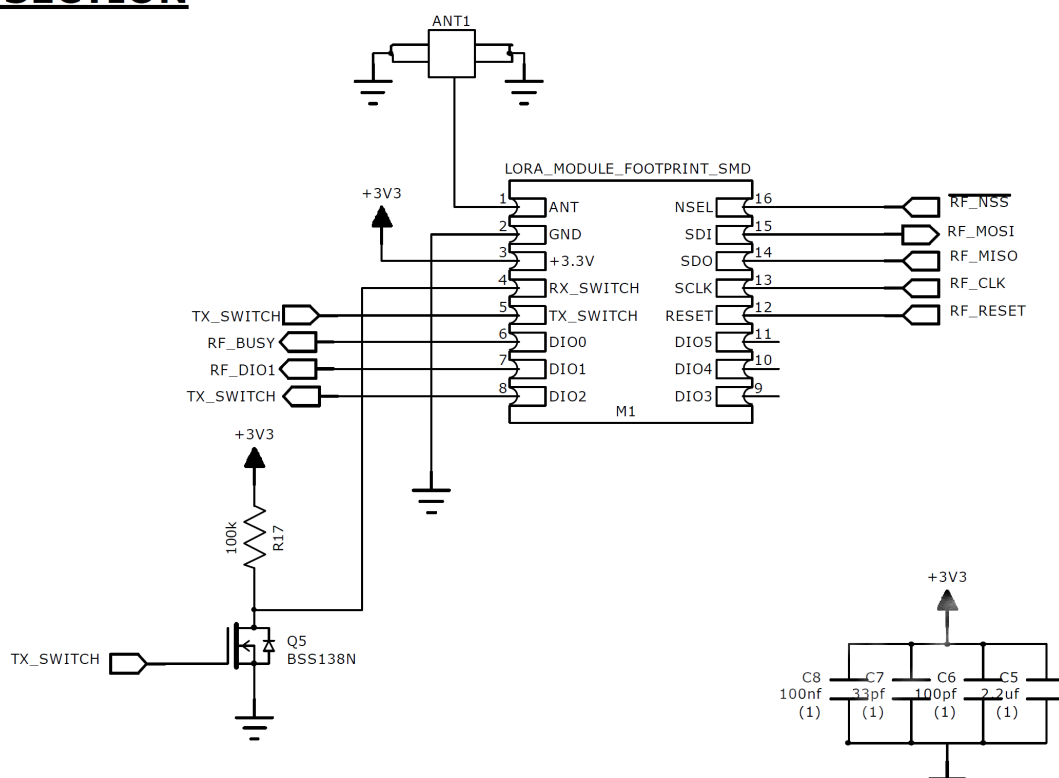 ANT1
LORA_MODULE_FOOTPRINT_SMD
+3V3
1 ANT NSEL 16 RF_NSS
2 GND SDI 15 RF_MOSI
3 +3.3V SDO 14 RF_MISO
4 RX_SWITCH SCLK 13 RF_CLK
TX_SWITCH 5 TX_SWITCH RESET 12 RF_RESET
RF_BUSY 6 DIO0 DIO5 11
RF_DIO1 7 DIO1 DIO4 10
TX_SWITCH 8 DIO2 DIO3 9
M1
+3V3
100k R17
Q5
TX_SWITCH BSS138N
+3V3
C8 C7 C6 C5
100nf 33pf 100pf 2.2uf
(1) (1) (1) (1)